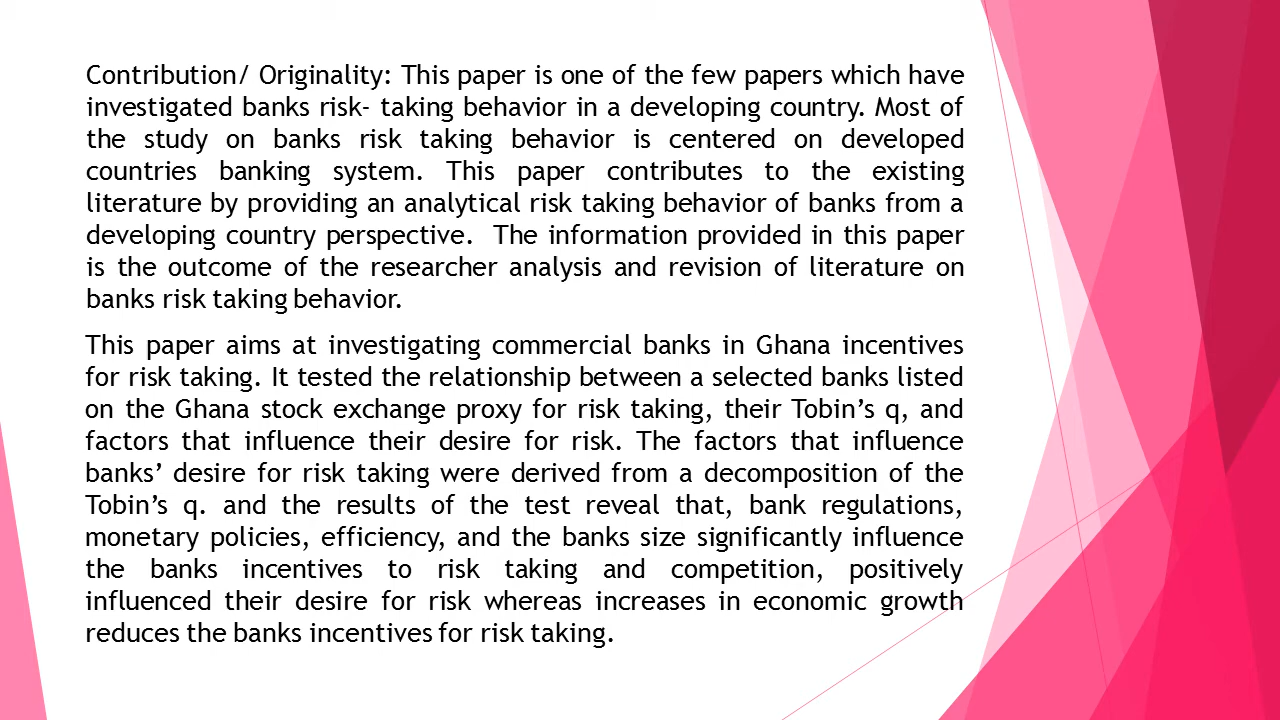 Contribution/ Originality: This paper is one of the few papers which have
investigated banks risk- taking behavior in a developing country. Most of
the study on banks risk taking behavior is centered on developed
countries banking system. This paper contributes to the existing
literature by providing an analytical risk taking behavior of banks from a
developing country perspective.  The information provided in this paper
is the outcome of the researcher analysis and revision of literature on
banks risk taking behavior.
This paper aims at investigating commercial banks in Ghana incentives
for risk taking. It tested the relationship between a selected banks listed
on the Ghana stock exchange proxy for risk taking, their Tobin’s q, and
factors that influence their desire for risk. The factors that influence
banks’ desire for risk taking were derived from a decomposition of the
Tobin’s q. and the results of the test reveal that, bank regulations,
monetary policies, efficiency, and the banks size significantly influence
the banks incentives to risk taking and competition, positively
influenced their desire for risk whereas increases in economic growth
reduces the banks incentives for risk taking.